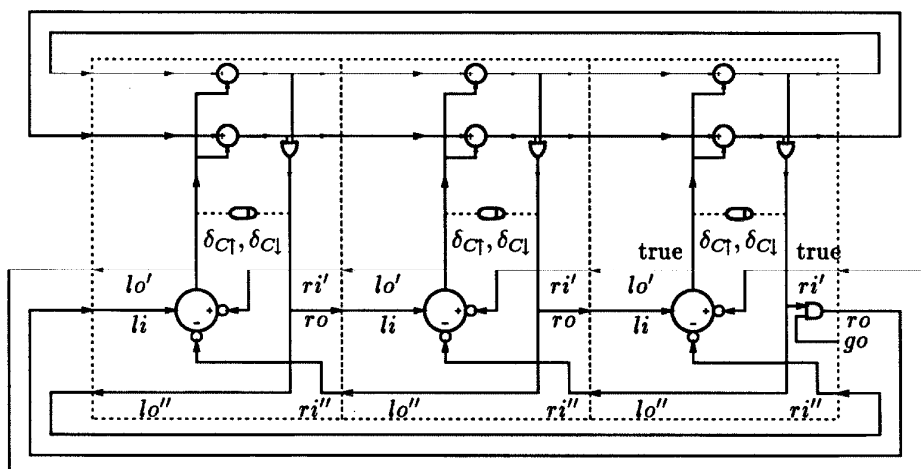 δC↑, δC↓ δC↑, δC↓ true δC↑, δC↓ true
lo′ ri′ lo′ ri′ lo′ ri′
+ + +
li − ro li − ro li − ro
go
lo″ ri″ lo″ ri″ lo″ ri″